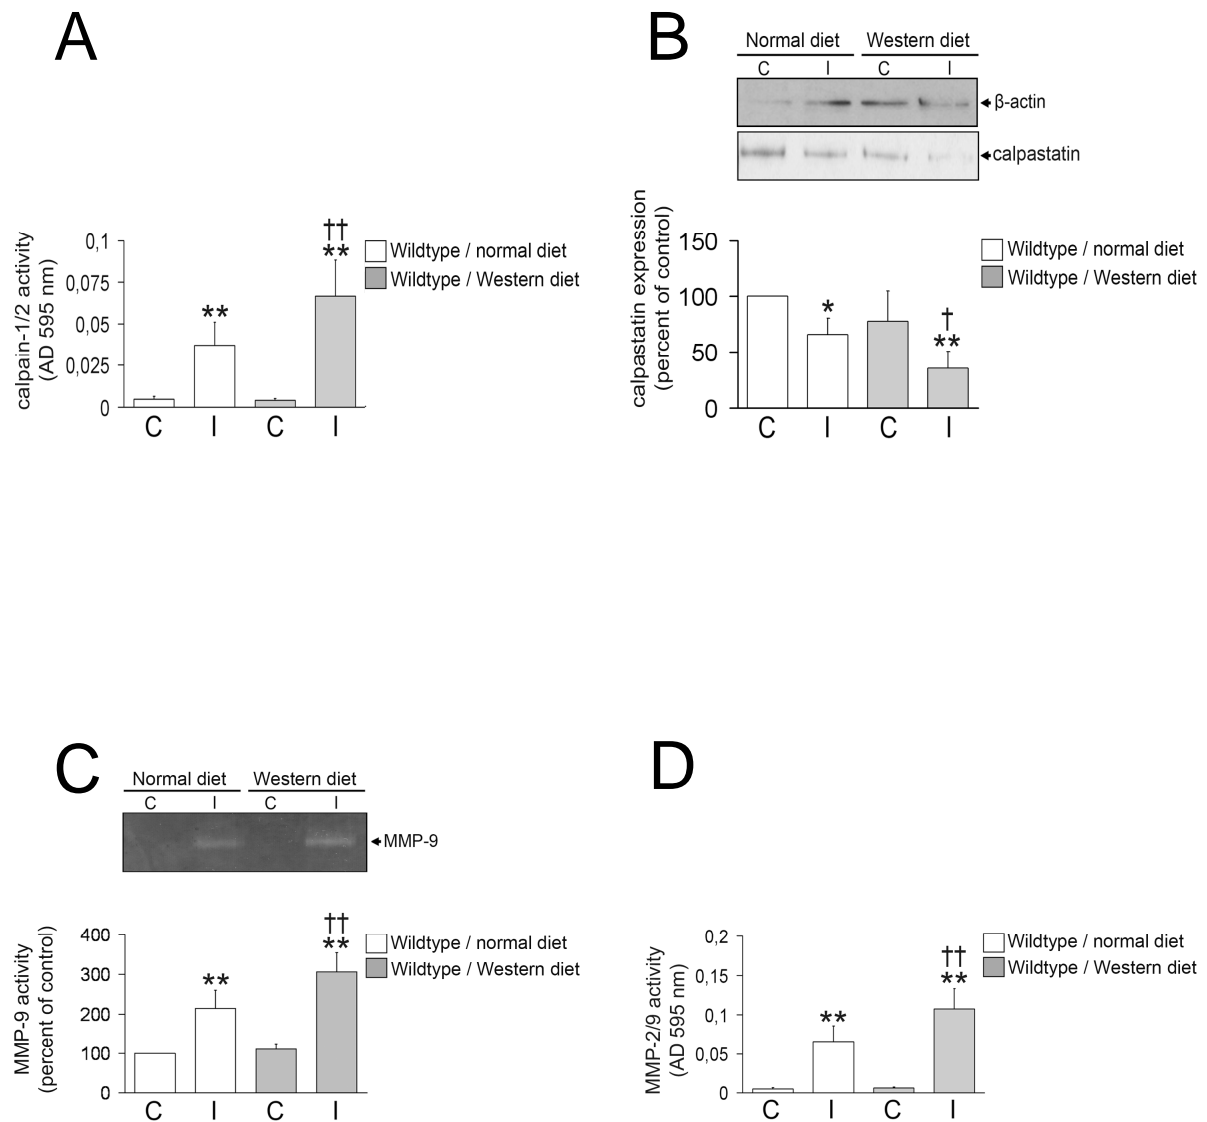 A
calpain-1/2 activity
(AD 595 nm)
0,1
0,075
0,05
0,025
0
**
††
**
C I C I
Wildtype / normal diet
Wildtype / Western diet
B
Normal diet Western diet
C I C I
β-actin
calpastatin
calpastatin expression
(percent of control)
150
100
50
0
*
†
**
C I C I
Wildtype / normal diet
Wildtype / Western diet
C
Normal diet Western diet
C I C I
MMP-9
MMP-9 activity
(percent of control)
400
300
200
100
0
**
††
**
C I C I
Wildtype / normal diet
Wildtype / Western diet
D
MMP-2/9 activity
(AD 595 nm)
0,2
0,15
0,1
0,05
0
**
††
**
C I C I
Wildtype / normal diet
Wildtype / Western diet